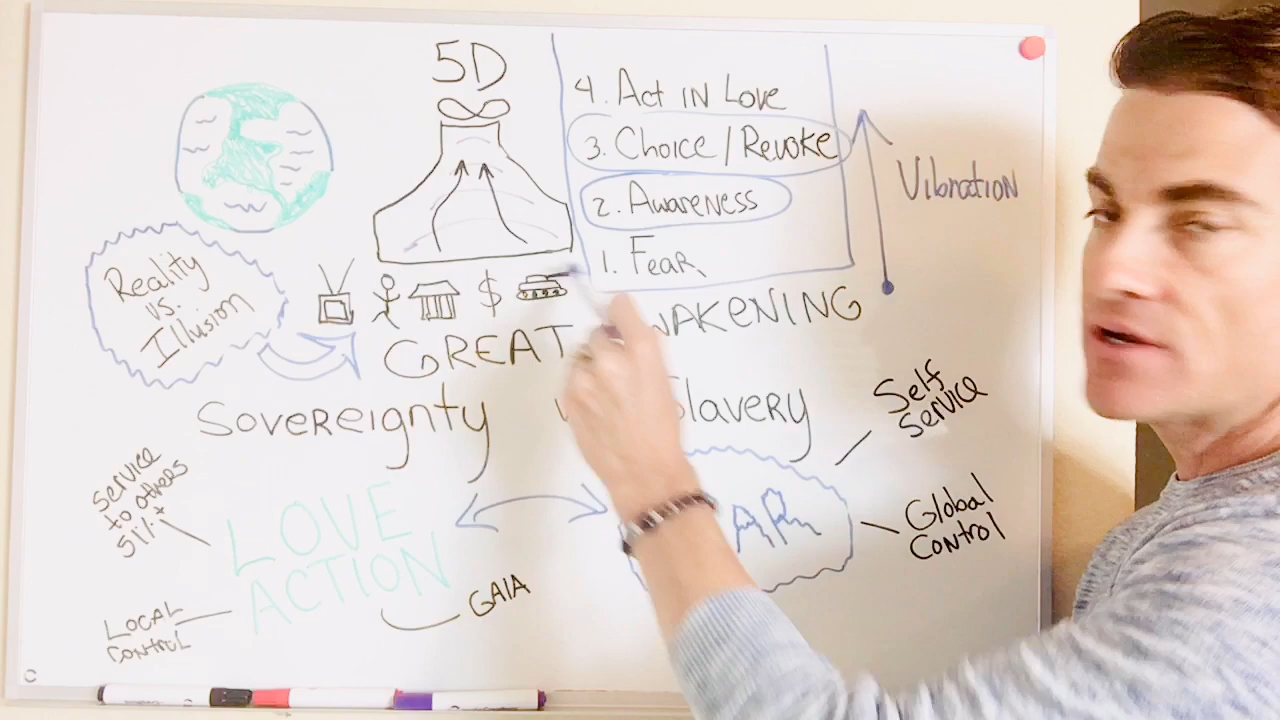 5D
4. Act IN Love
3. Choice / Revoke
2. Awareness
1. Fear
Vibration
Reality
vs.
Illusion
$
GREAT AWAKENING
Sovereignty
Slavery
Self
Service
Service
to others
51%+
LOVE
ACTION
Global
Control
GAIA
LOCAL
CONTROL